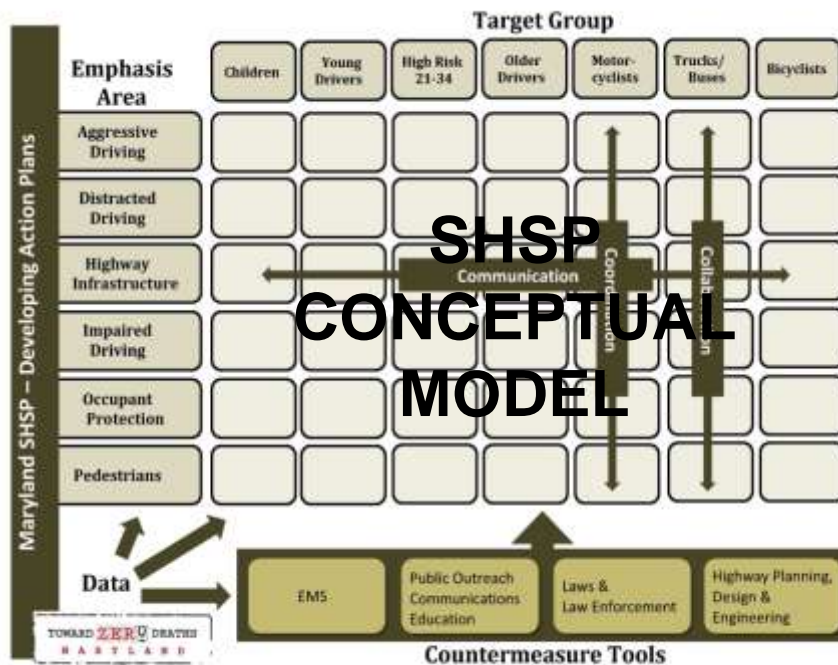 Target Group
Emphasis
Area
Children
Young
Drivers
High Risk
21-34
Older
Drivers
Motor-
cyclists
Trucks/
Buses
Bicyclists
Maryland SHSP – Developing Action Plans
Aggressive
Driving
Distracted
Driving
Highway
Infrastructure
Impaired
Driving
Occupant
Protection
Pedestrians
SHSP
CONCEPTUAL
MODEL
Communication
Coordination
Collaboration
Data
EMS
Public Outreach
Communications
Education
Laws &
Law Enforcement
Highway Planning,
Design &
Engineering
Countermeasure Tools
TOWARD ZERO DEATHS
MARYLAND